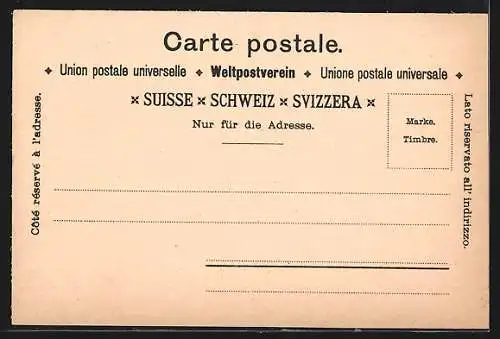 Carte postale.
✦ Union postale universelle ✦ Weltpostverein ✦ Unione postale universale ✦
× SUISSE × SCHWEIZ × SVIZZERA ×
Nur für die Adresse.
Marke.
Timbre.
Côté réservé à l'adresse.
Lato riservato all' indirizzo.